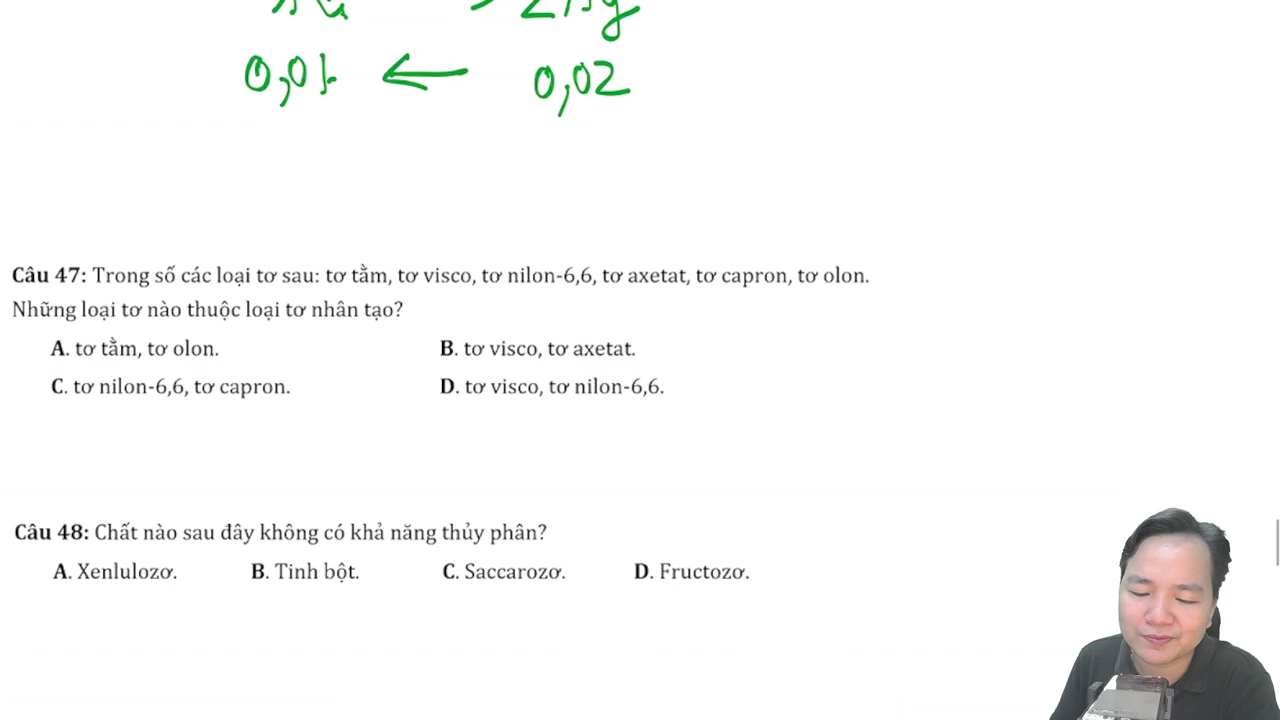 0,01 ← 0,02
Câu 47: Trong số các loại tơ sau: tơ tằm, tơ visco, tơ nilon-6,6, tơ axetat, tơ capron, tơ olon.
Những loại tơ nào thuộc loại tơ nhân tạo?
A. tơ tằm, tơ olon. B. tơ visco, tơ axetat.
C. tơ nilon-6,6, tơ capron. D. tơ visco, tơ nilon-6,6.
Câu 48: Chất nào sau đây không có khả năng thủy phân?
A. Xenlulozơ. B. Tinh bột. C. Saccarozơ. D. Fructozơ.